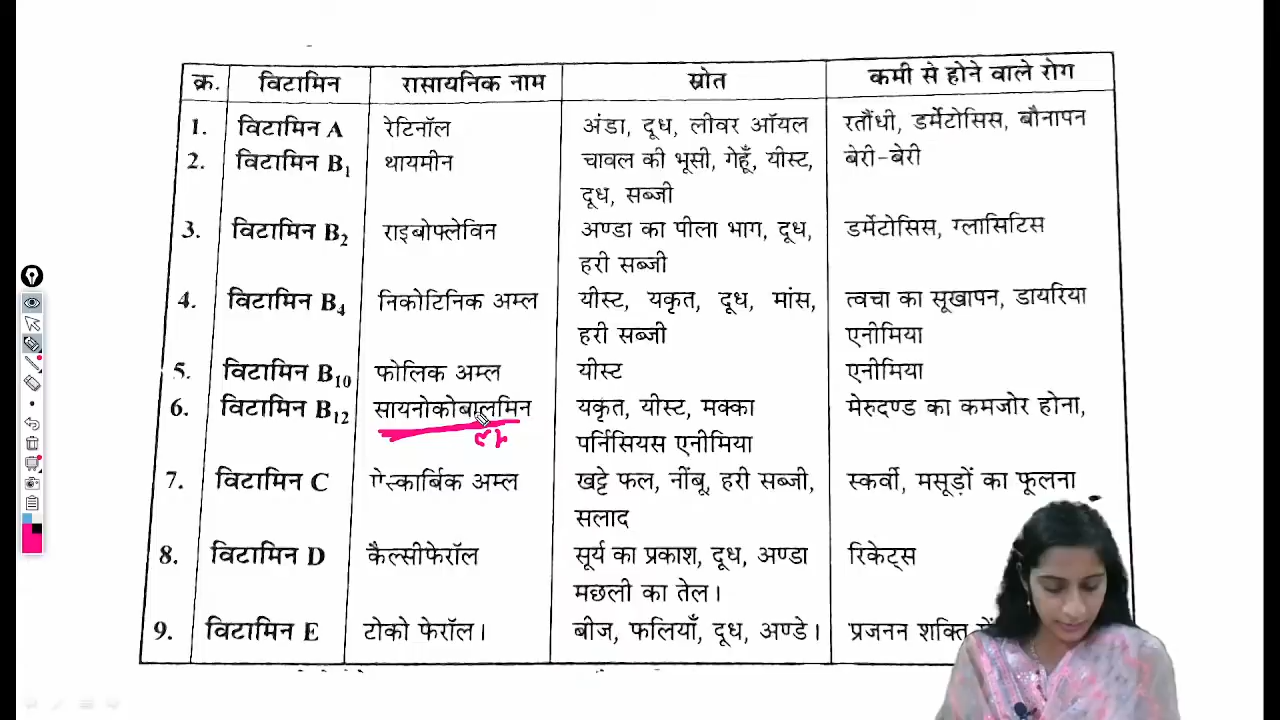 क्र. विटामिन रासायनिक नाम स्रोत कमी से होने वाले रोग
1. विटामिन A रेटिनॉल अंडा, दूध, लीवर ऑयल रतौंधी, डर्मेटोसिस, बौनापन
2. विटामिन B1 थायमीन चावल की भूसी, गेहूँ, यीस्ट, बेरी-बेरी
दूध, सब्जी
3. विटामिन B2 राइबोफ्लेविन अण्डा का पीला भाग, दूध, डर्मेटोसिस, ग्लासिटिस
हरी सब्जी
4. विटामिन B4 निकोटिनिक अम्ल यीस्ट, यकृत, दूध, मांस, त्वचा का सूखापन, डायरिया
हरी सब्जी एनीमिया
5. विटामिन B10 फोलिक अम्ल यीस्ट एनीमिया
6. विटामिन B12 सायनोकोबालमिन यकृत, यीस्ट, मक्का मेरुदण्ड का कमजोर होना,
पर्निसियस एनीमिया
7. विटामिन C ऐस्कार्बिक अम्ल खट्टे फल, नींबू, हरी सब्जी, स्कर्वी, मसूड़ों का फूलना
सलाद
8. विटामिन D कैल्सीफेरॉल सूर्य का प्रकाश, दूध, अण्डा रिकेट्स
मछली का तेल।
9. विटामिन E टोको फेरॉल। बीज, फलियाँ, दूध, अण्डे। प्रजनन शक्ति